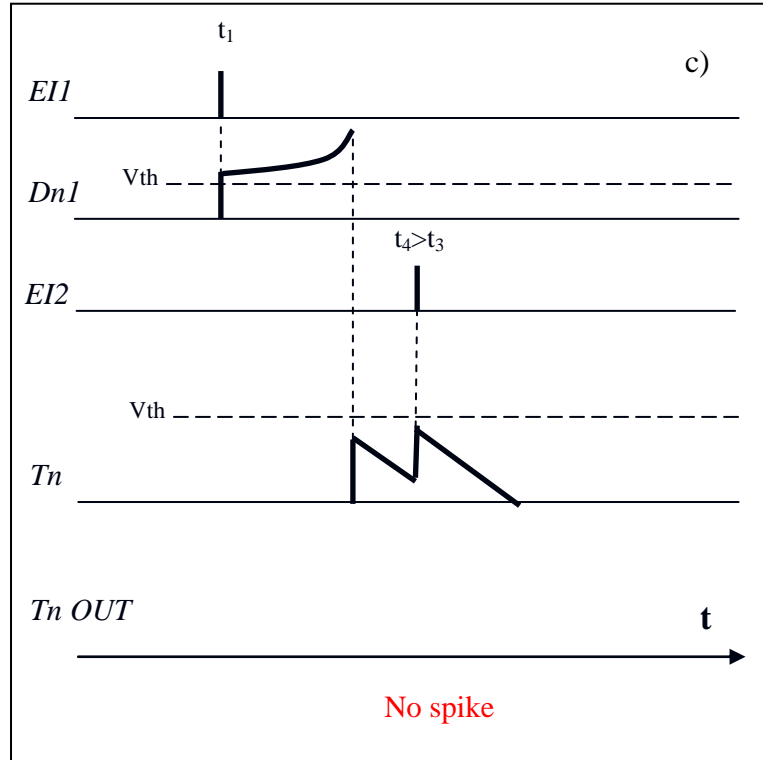 t₁
c)
EI1
Vth
Dn1
t₄>t₃
EI2
Vth
Tn
Tn OUT
t
No spike